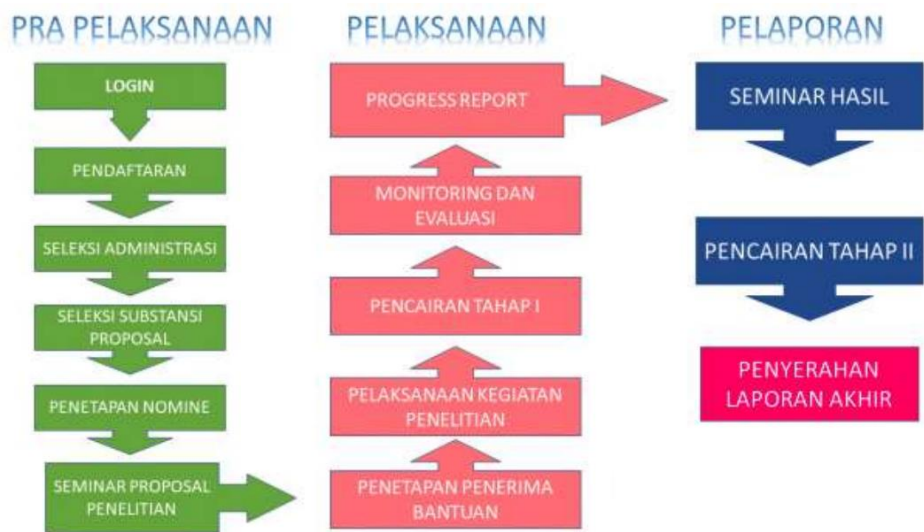 PRA PELAKSANAAN
LOGIN
PENDAFTARAN
SELEKSI ADMINISTRASI
SELEKSI SUBSTANSI
PROPOSAL
PENETAPAN NOMINE
SEMINAR PROPOSAL
PENELITIAN
PELAKSANAAN
PROGRESS REPORT
MONITORING DAN
EVALUASI
PENCAIRAN TAHAP I
PELAKSANAAN KEGIATAN
PENELITIAN
PENETAPAN PENERIMA
BANTUAN
PELAPORAN
SEMINAR HASIL
PENCAIRAN TAHAP II
PENYERAHAN
LAPORAN AKHIR